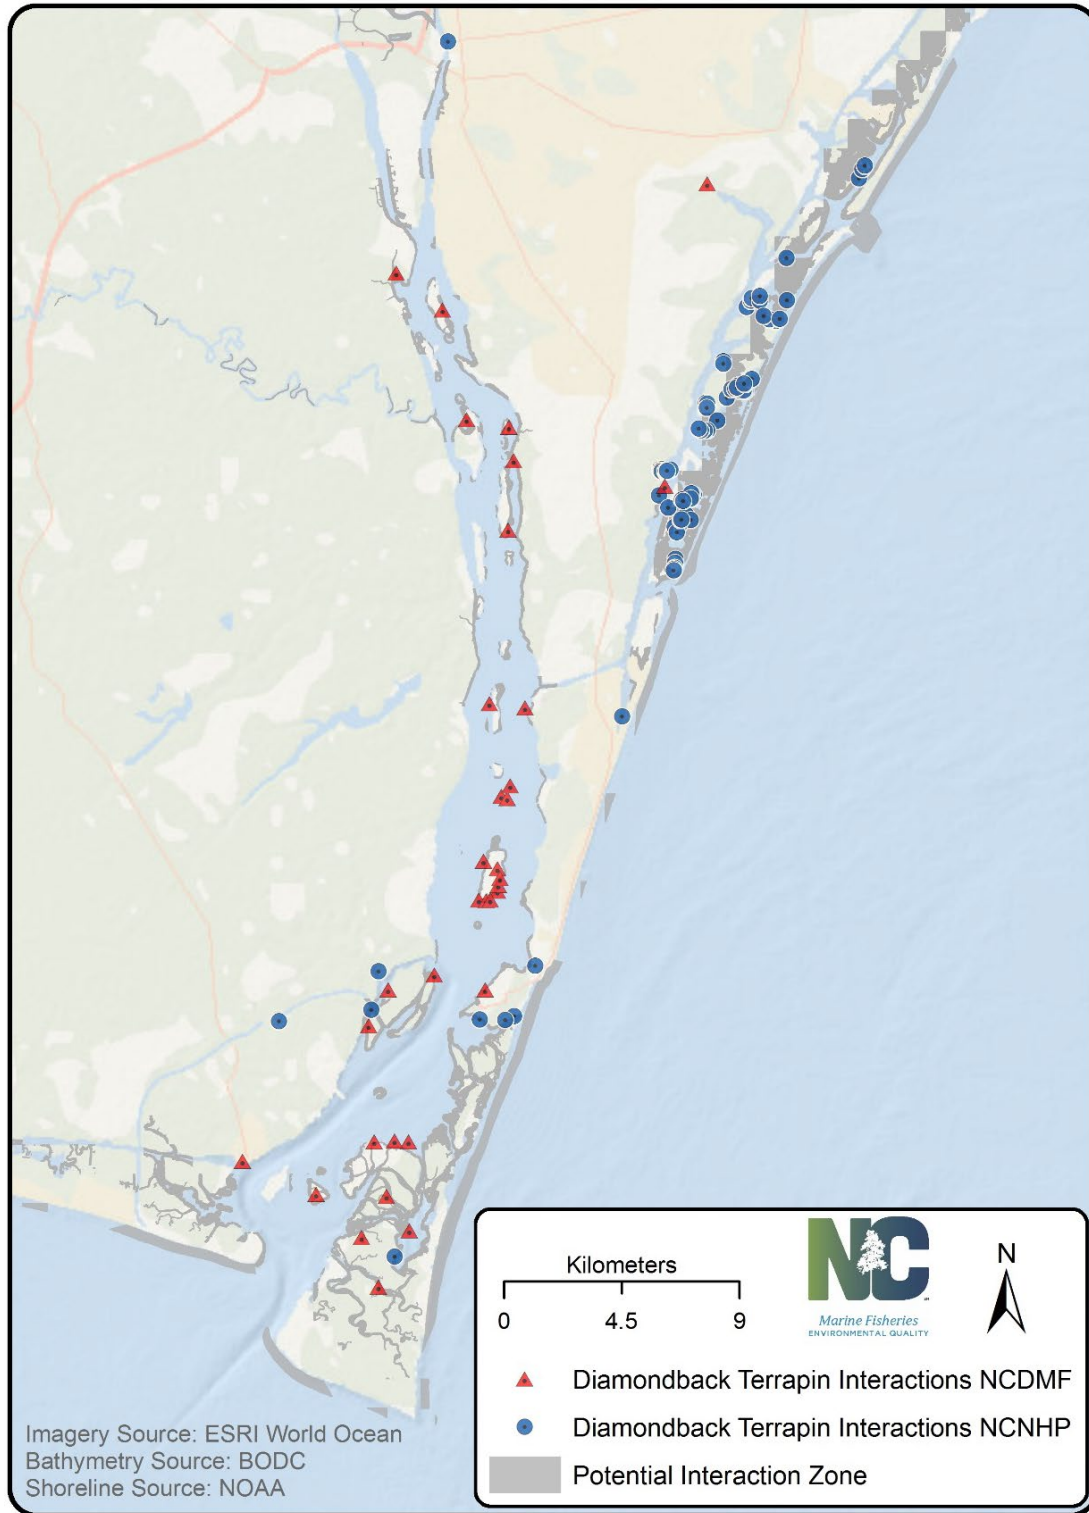 Kilometers
0 4.5 9
NC
Marine Fisheries
ENVIRONMENTAL QUALITY
N
Diamondback Terrapin Interactions NCDMF
Diamondback Terrapin Interactions NCNHP
Potential Interaction Zone
Imagery Source: ESRI World Ocean
Bathymetry Source: BODC
Shoreline Source: NOAA